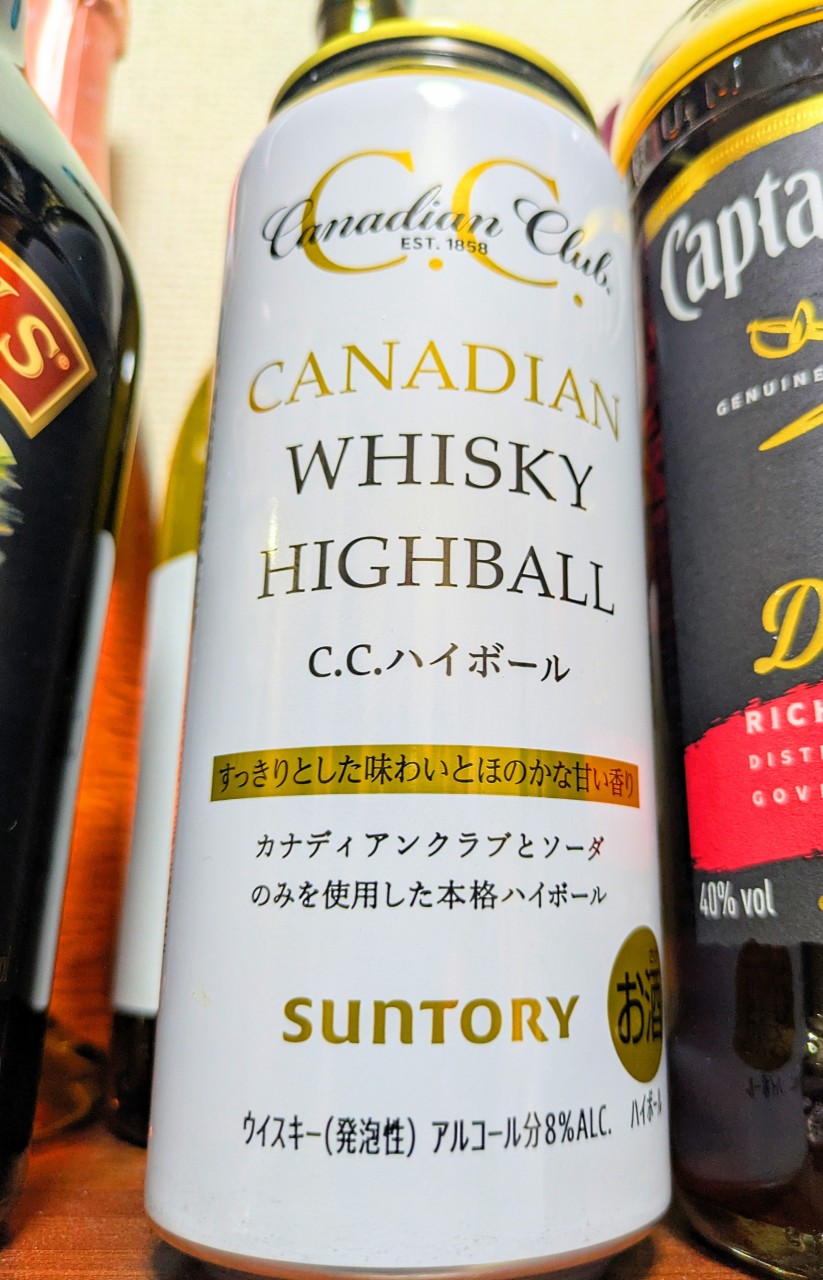 C.C.
Canadian Club.
EST. 1858
CANADIAN
WHISKY
HIGHBALL
C.C.ハイボール
すっきりとした味わいとほのかな甘い香り
カナディアンクラブとソーダ
のみを使用した本格ハイボール
SUNTORY
お酒
ハイボール
ウイスキー(発泡性) アルコール分8%ALC.
Capta
GENUINE
D
RICH
DIST
GOV
40% vol
YS®